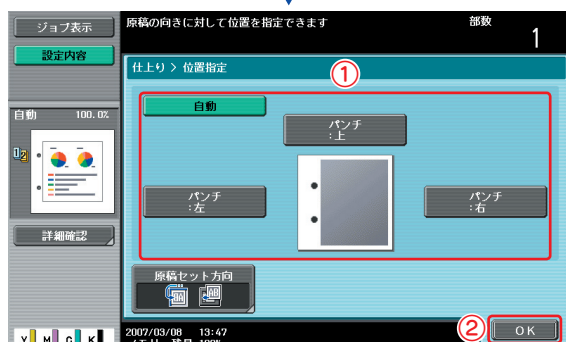 ジョブ表示
設定内容
原稿の向きに対して位置を指定できます
部数
1
仕上り > 位置指定
①
自動 100.0%
自動
パンチ
:上
パンチ
:左
パンチ
:右
詳細確認
原稿セット方向
2007/03/08 13:47
②
OK
Y M C K